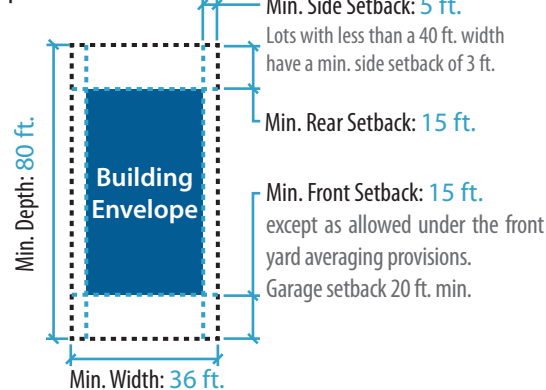 Min. Side Setback: 5 ft.
Lots with less than a 40 ft. width
have a min. side setback of 3 ft.
Min. Rear Setback: 15 ft.
Min. Depth: 80 ft.
Building
Envelope
Min. Front Setback: 15 ft.
except as allowed under the front
yard averaging provisions.
Garage setback 20 ft. min.
Min. Width: 36 ft.